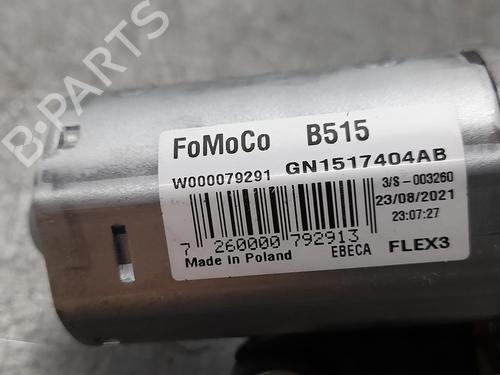 B-PARTS
FoMoCo B515
W000079291 GN1517404AB
3/S-003260
23/08/2021
23:07:27
7 260000 792913
Made in Poland EBECA FLEX3